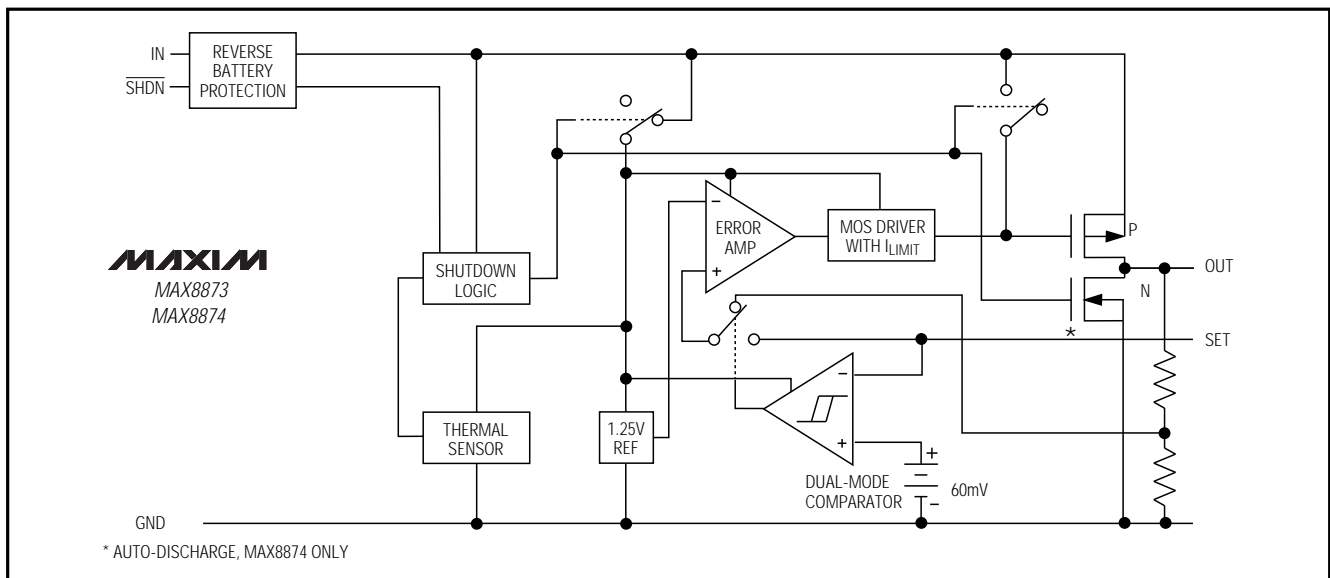 IN
REVERSE
BATTERY
PROTECTION
SHDN
MAXIM
MAX8873
MAX8874
SHUTDOWN
LOGIC
THERMAL
SENSOR
1.25V
REF
−
ERROR
AMP
+
MOS DRIVER
WITH ILIMIT
P
OUT
N
*
SET
−
+
DUAL-MODE
COMPARATOR
+
60mV
−
GND
* AUTO-DISCHARGE, MAX8874 ONLY